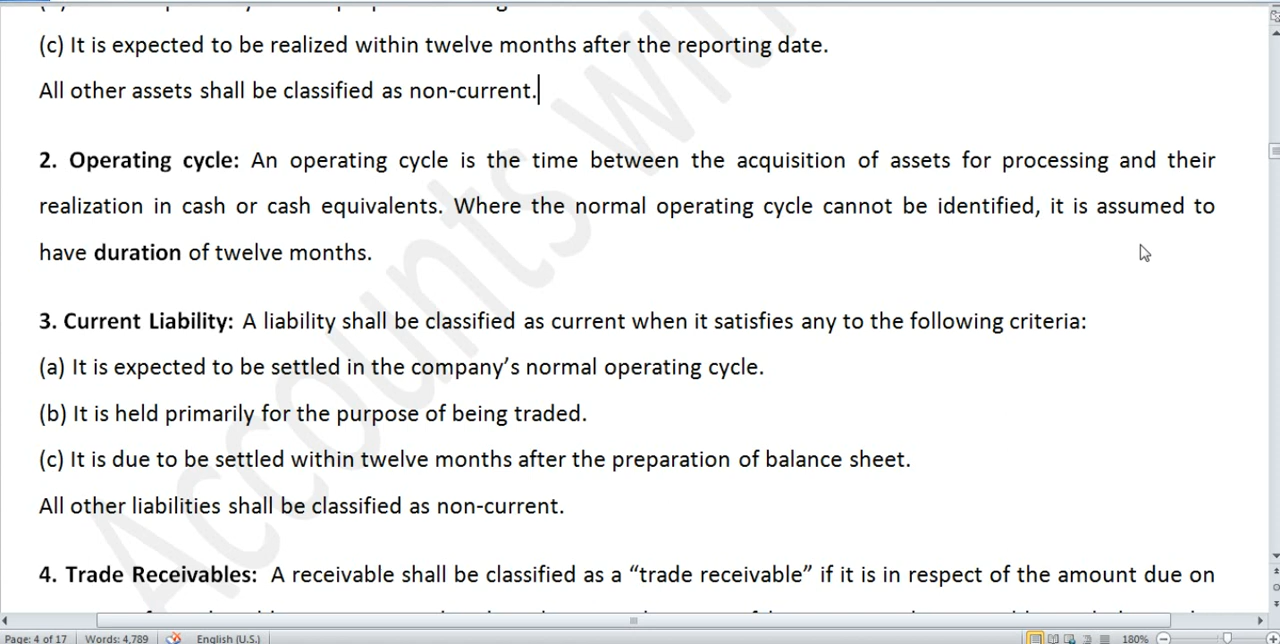 (c) It is expected to be realized within twelve months after the reporting date.
All other assets shall be classified as non-current.
2. Operating cycle: An operating cycle is the time between the acquisition of assets for processing and their
realization in cash or cash equivalents. Where the normal operating cycle cannot be identified, it is assumed to
have duration of twelve months.
3. Current Liability: A liability shall be classified as current when it satisfies any to the following criteria:
(a) It is expected to be settled in the company's normal operating cycle.
(b) It is held primarily for the purpose of being traded.
(c) It is due to be settled within twelve months after the preparation of balance sheet.
All other liabilities shall be classified as non-current.
4. Trade Receivables: A receivable shall be classified as a “trade receivable” if it is in respect of the amount due on
Accounts
Page: 4 of 17 Words: 4,789 English (U.S.) 180%